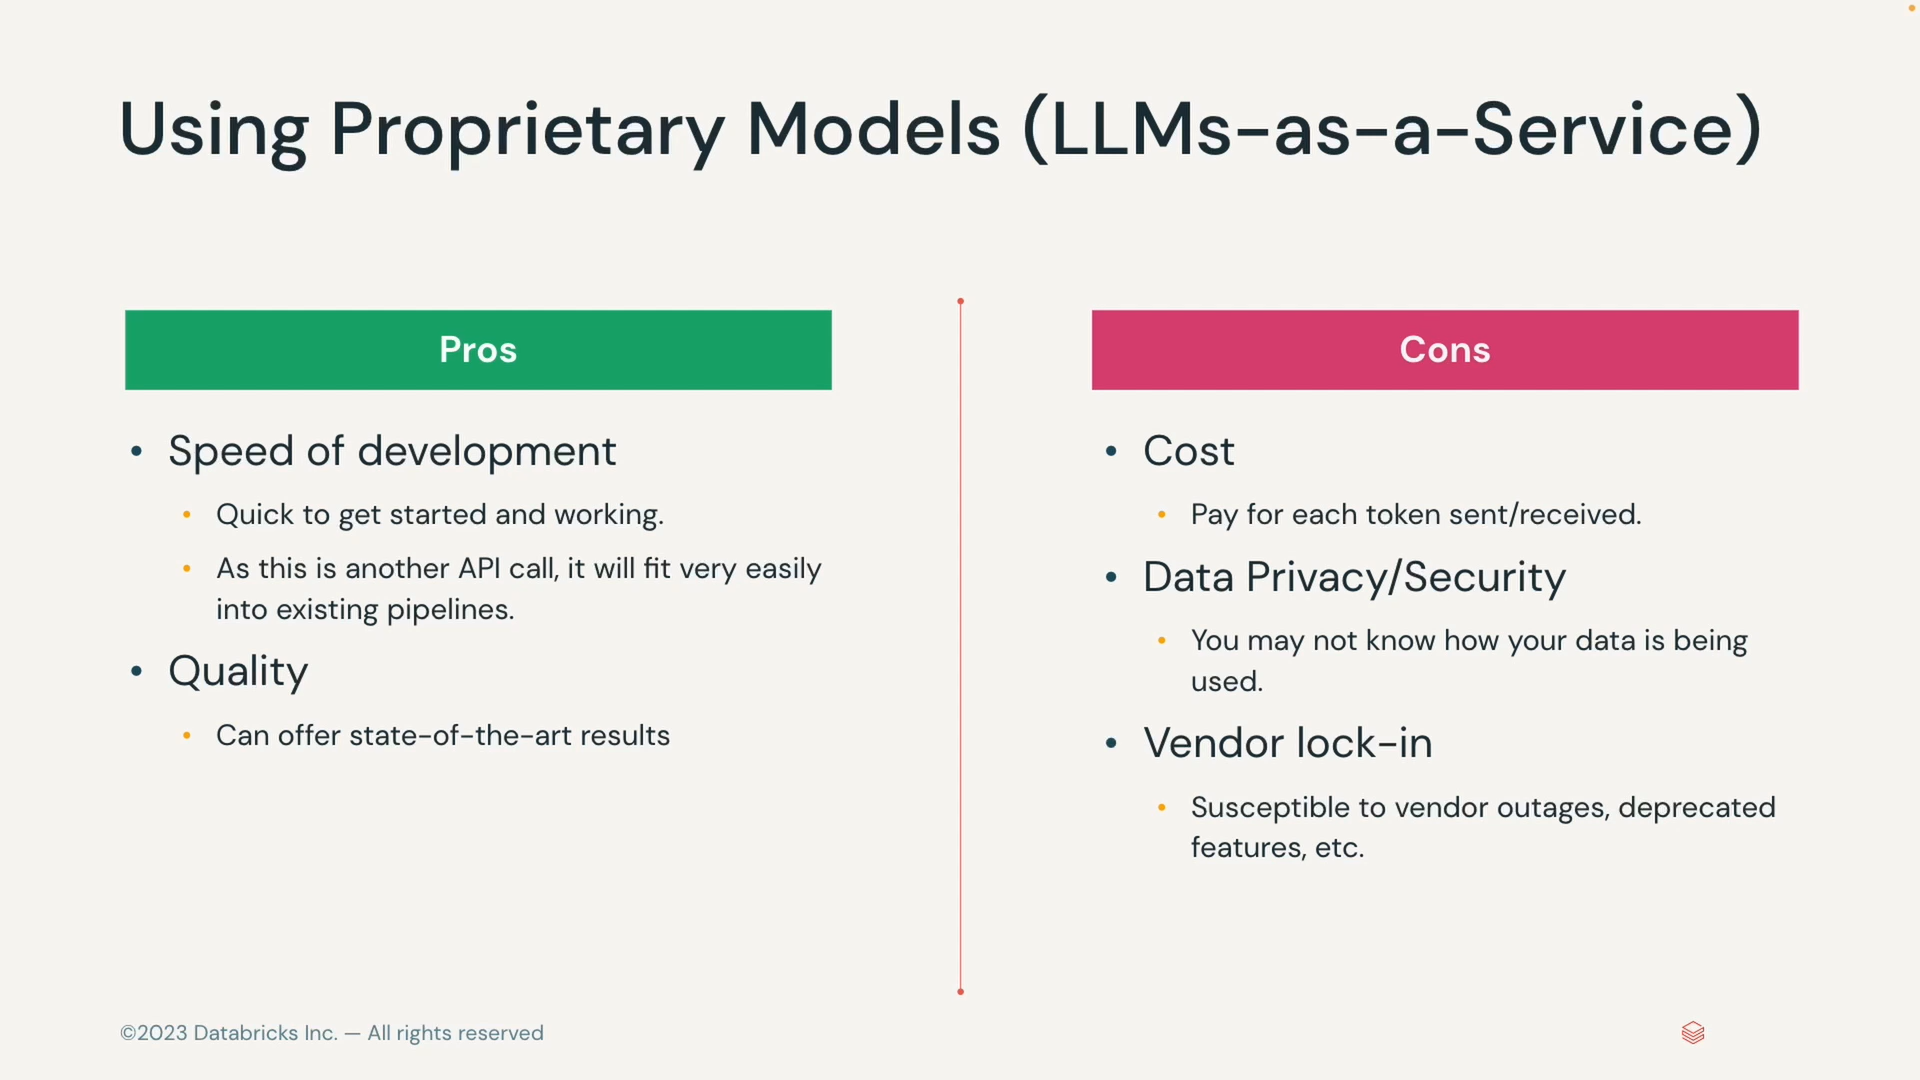 Using Proprietary Models (LLMs-as-a-Service)
Pros
• Speed of development
• Quick to get started and working.
• As this is another API call, it will fit very easily
into existing pipelines.
• Quality
• Can offer state-of-the-art results
Cons
• Cost
• Pay for each token sent/received.
• Data Privacy/Security
• You may not know how your data is being
used.
• Vendor lock-in
• Susceptible to vendor outages, deprecated
features, etc.
©2023 Databricks Inc. — All rights reserved